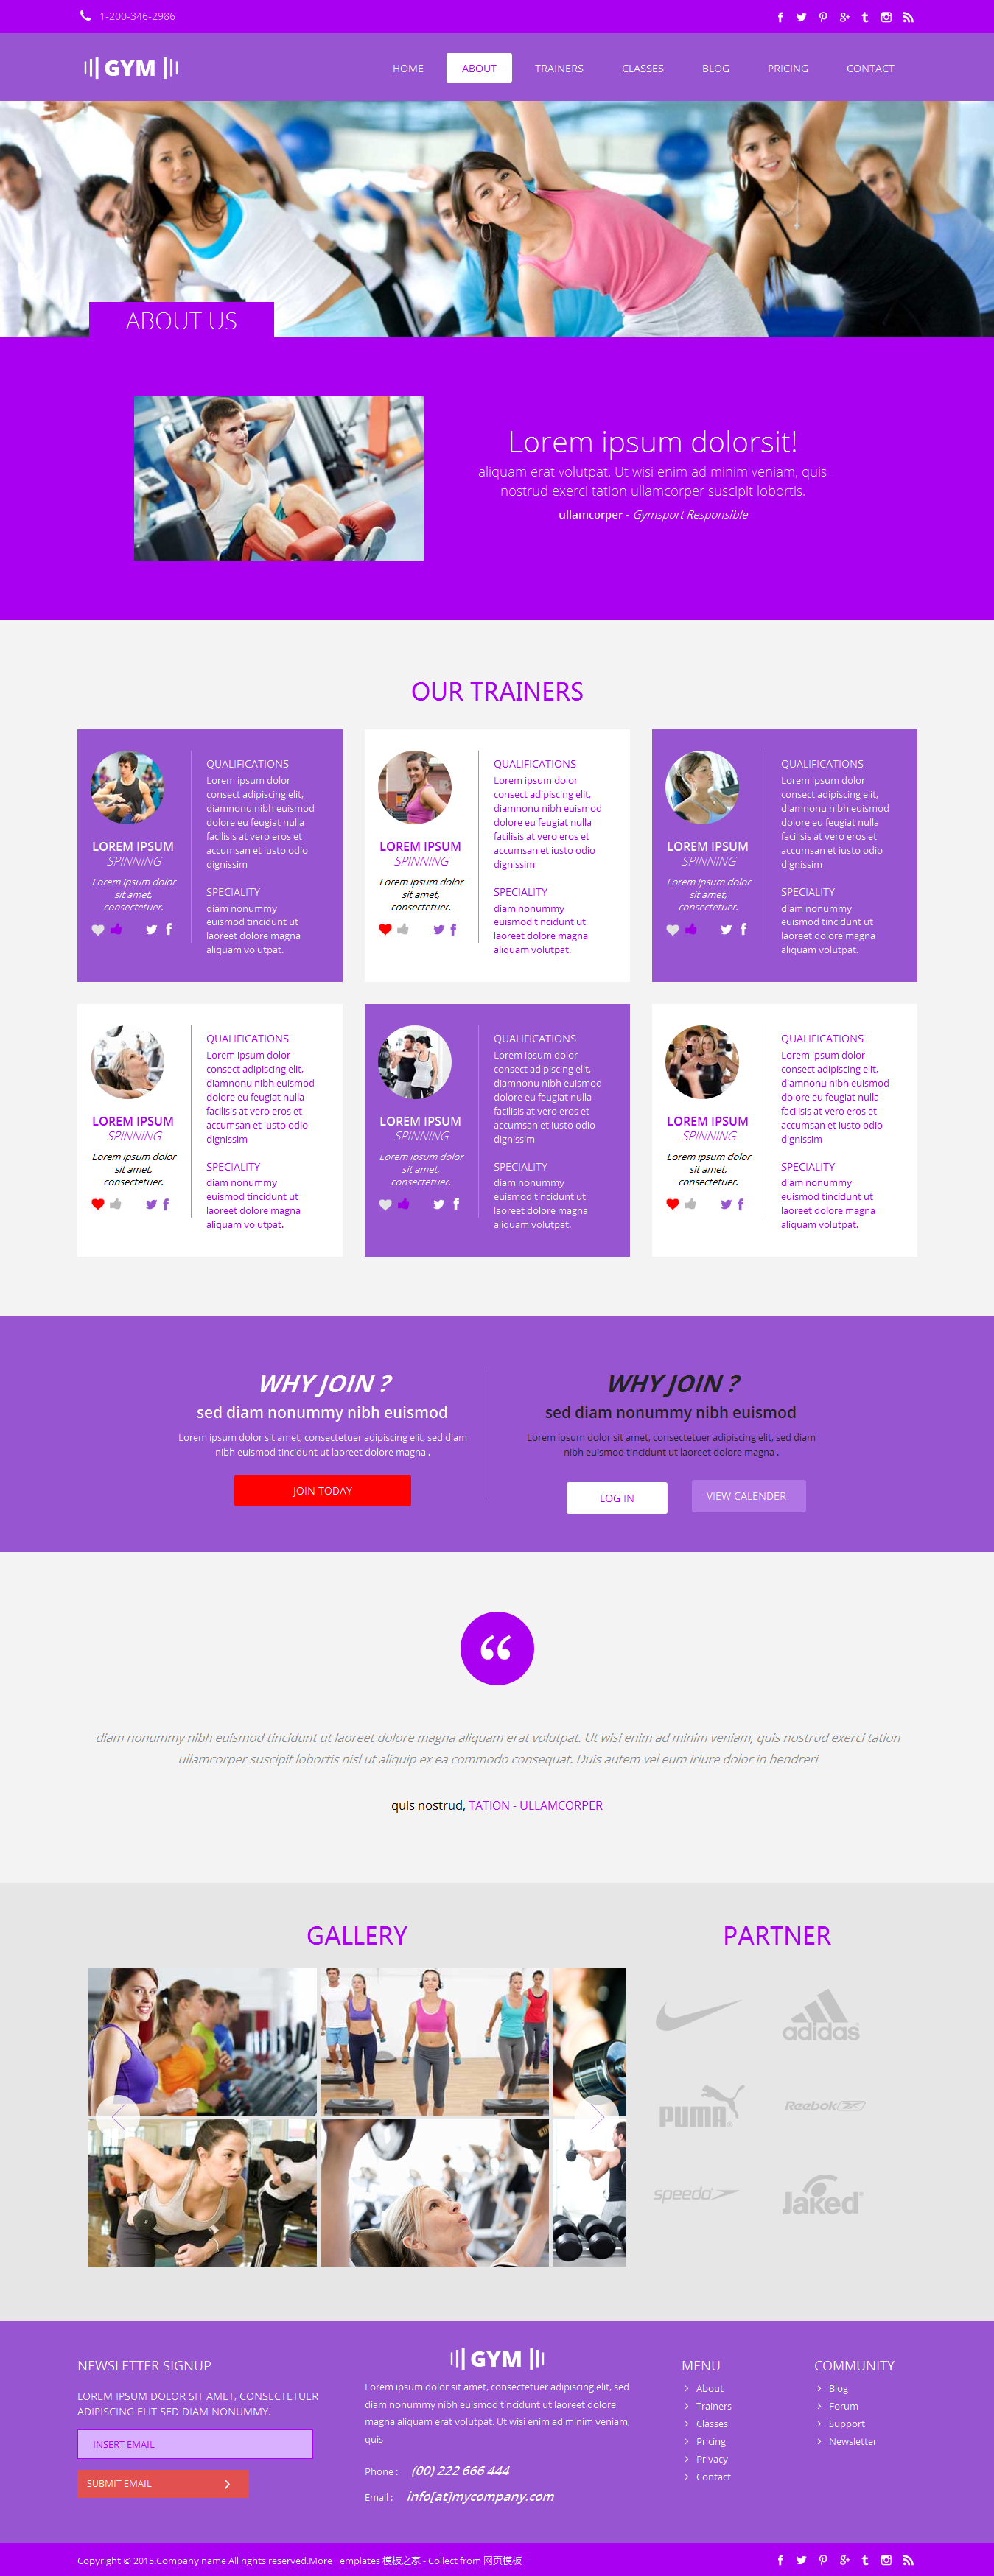 1-200-346-2986
GYM
HOME
ABOUT
TRAINERS
CLASSES
BLOG
PRICING
CONTACT
ABOUT US
Lorem ipsum dolorsit!
aliquam erat volutpat. Ut wisi enim ad minim veniam, quis
nostrud exerci tation ullamcorper suscipit lobortis.
ullamcorper - Gymsport Responsible
OUR TRAINERS
LOREM IPSUM
SPINNING
Lorem ipsum dolor
sit amet,
consectetuer.
QUALIFICATIONS
Lorem ipsum dolor
consect adipiscing elit,
diamnonu nibh euismod
dolore eu feugiat nulla
facilisis at vero eros et
accumsan et iusto odio
dignissim
SPECIALITY
diam nonummy
euismod tincidunt ut
laoreet dolore magna
aliquam volutpat.
LOREM IPSUM
SPINNING
Lorem ipsum dolor
sit amet,
consectetuer.
QUALIFICATIONS
Lorem ipsum dolor
consect adipiscing elit,
diamnonu nibh euismod
dolore eu feugiat nulla
facilisis at vero eros et
accumsan et iusto odio
dignissim
SPECIALITY
diam nonummy
euismod tincidunt ut
laoreet dolore magna
aliquam volutpat.
LOREM IPSUM
SPINNING
Lorem ipsum dolor
sit amet,
consectetuer.
QUALIFICATIONS
Lorem ipsum dolor
consect adipiscing elit,
diamnonu nibh euismod
dolore eu feugiat nulla
facilisis at vero eros et
accumsan et iusto odio
dignissim
SPECIALITY
diam nonummy
euismod tincidunt ut
laoreet dolore magna
aliquam volutpat.
LOREM IPSUM
SPINNING
Lorem ipsum dolor
sit amet,
consectetuer.
QUALIFICATIONS
Lorem ipsum dolor
consect adipiscing elit,
diamnonu nibh euismod
dolore eu feugiat nulla
facilisis at vero eros et
accumsan et iusto odio
dignissim
SPECIALITY
diam nonummy
euismod tincidunt ut
laoreet dolore magna
aliquam volutpat.
LOREM IPSUM
SPINNING
Lorem ipsum dolor
sit amet,
consectetuer.
QUALIFICATIONS
Lorem ipsum dolor
consect adipiscing elit,
diamnonu nibh euismod
dolore eu feugiat nulla
facilisis at vero eros et
accumsan et iusto odio
dignissim
SPECIALITY
diam nonummy
euismod tincidunt ut
laoreet dolore magna
aliquam volutpat.
LOREM IPSUM
SPINNING
Lorem ipsum dolor
sit amet,
consectetuer.
QUALIFICATIONS
Lorem ipsum dolor
consect adipiscing elit,
diamnonu nibh euismod
dolore eu feugiat nulla
facilisis at vero eros et
accumsan et iusto odio
dignissim
SPECIALITY
diam nonummy
euismod tincidunt ut
laoreet dolore magna
aliquam volutpat.
WHY JOIN ?
sed diam nonummy nibh euismod
Lorem ipsum dolor sit amet, consectetuer adipiscing elit, sed diam
nibh euismod tincidunt ut laoreet dolore magna .
JOIN TODAY
WHY JOIN ?
sed diam nonummy nibh euismod
Lorem ipsum dolor sit amet, consectetuer adipiscing elit, sed diam
nibh euismod tincidunt ut laoreet dolore magna .
LOG IN
VIEW CALENDER
diam nonummy nibh euismod tincidunt ut laoreet dolore magna aliquam erat volutpat. Ut wisi enim ad minim veniam, quis nostrud exerci tation
ullamcorper suscipit lobortis nisl ut aliquip ex ea commodo consequat. Duis autem vel eum iriure dolor in hendreri
quis nostrud, TATION - ULLAMCORPER
GALLERY
PARTNER
adidas
PUMA
Reebok
speedo
Jaked
NEWSLETTER SIGNUP
LOREM IPSUM DOLOR SIT AMET, CONSECTETUER
ADIPISCING ELIT SED DIAM NONUMMY.
INSERT EMAIL
SUBMIT EMAIL
GYM
Lorem ipsum dolor sit amet, consectetuer adipiscing elit, sed
diam nonummy nibh euismod tincidunt ut laoreet dolore
magna aliquam erat volutpat. Ut wisi enim ad minim veniam,
quis
Phone : (00) 222 666 444
Email : info[at]mycompany.com
MENU
About
Trainers
Classes
Pricing
Privacy
Contact
COMMUNITY
Blog
Forum
Support
Newsletter
Copyright © 2015.Company name All rights reserved.More Templates 模板之家 - Collect from 网页模板